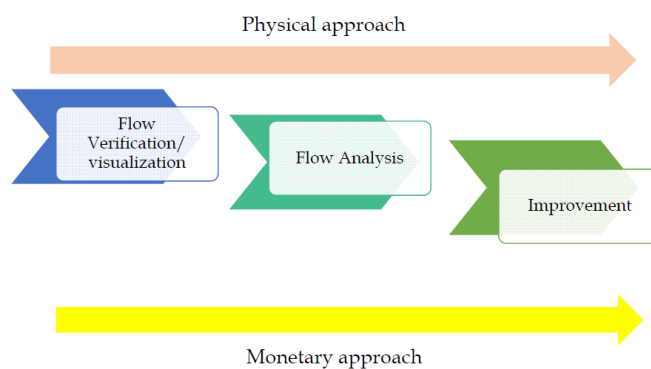 Physical approach
Flow
Verification/
visualization
Flow Analysis
Improvement
Monetary approach